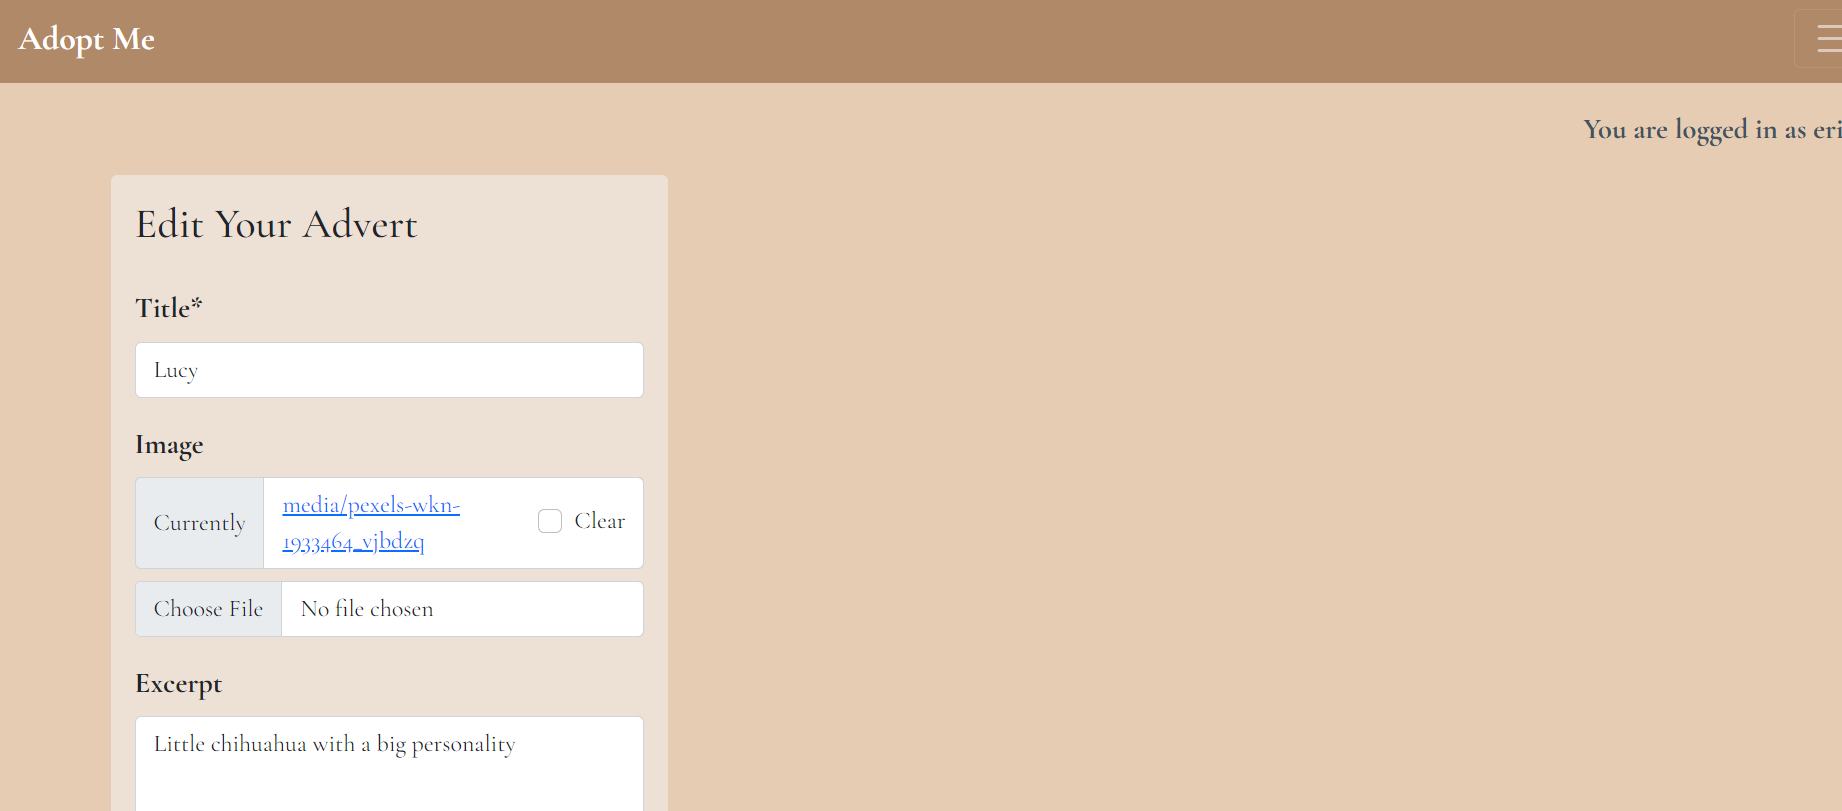 Adopt Me
You are logged in as eri
Edit Your Advert
Title*
Lucy
Image
Currently
media/pexels-wkn-
1933464_vjbdzq
Clear
Choose File
No file chosen
Excerpt
Little chihuahua with a big personality